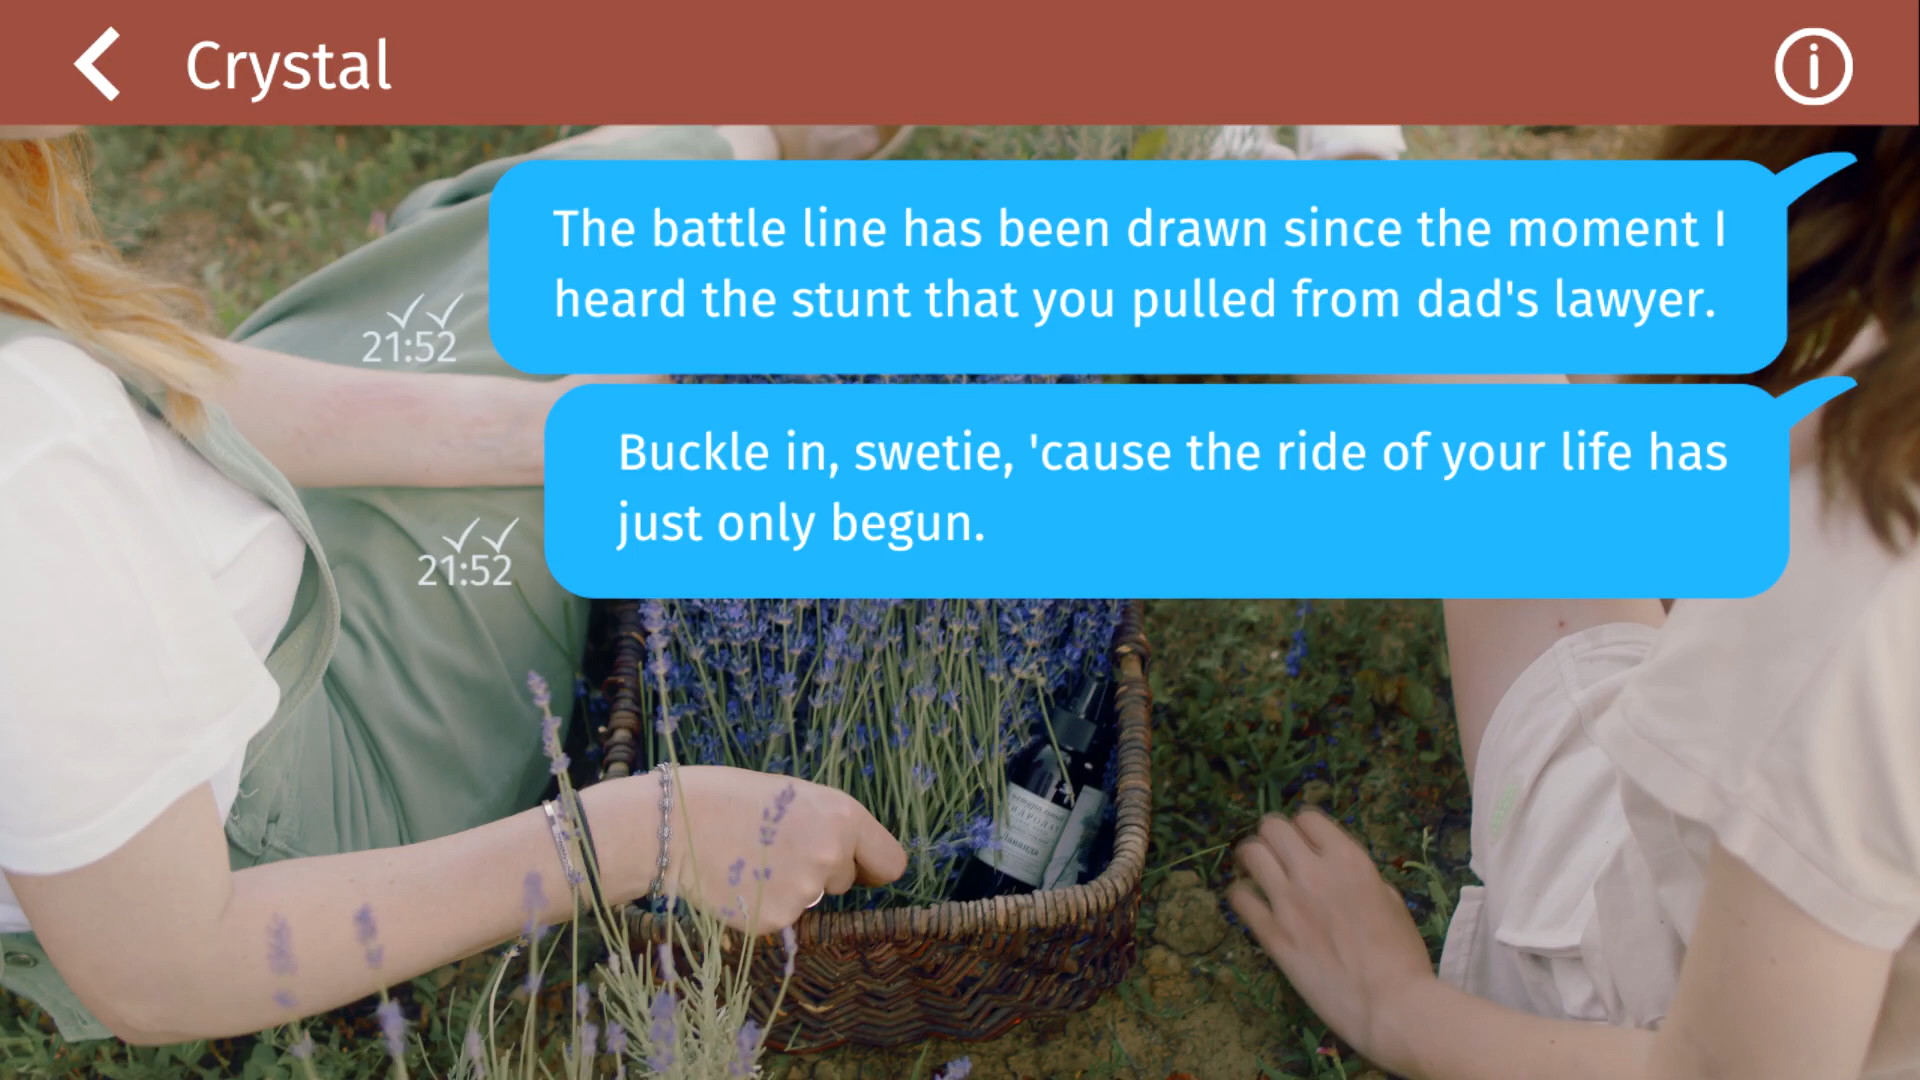 Crystal
The battle line has been drawn since the moment I
heard the stunt that you pulled from dad's lawyer.
21:52
Buckle in, swetie, 'cause the ride of your life has
just only begun.
21:52
Лаванда